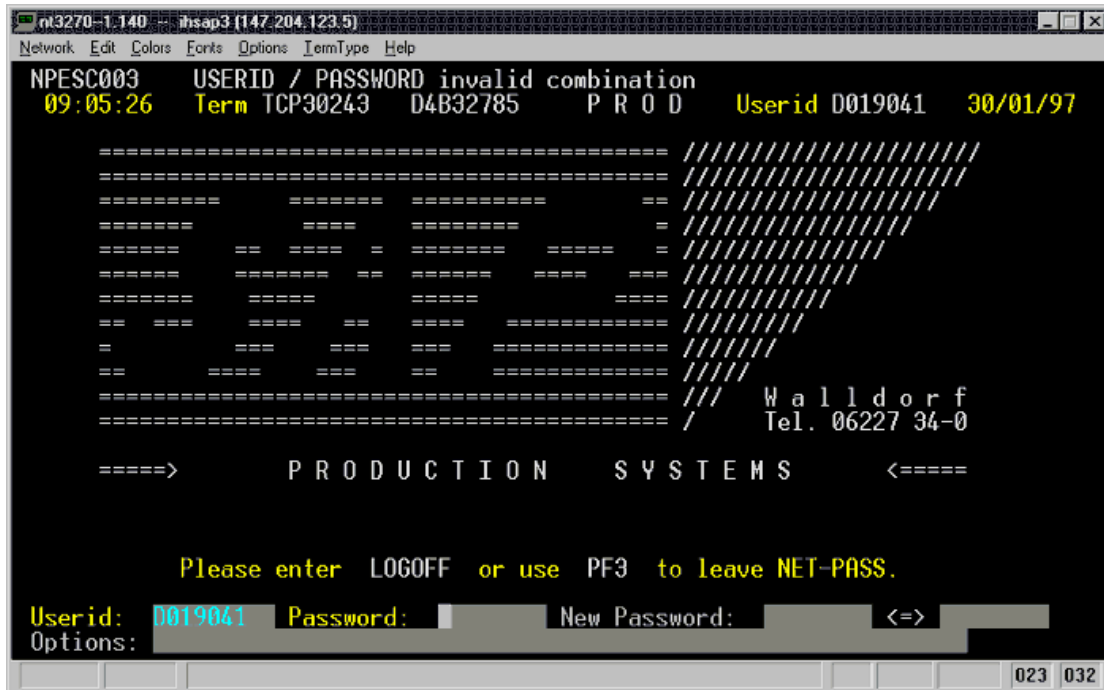 nt3270-1.140 -- ihsap3 (147.204.123.5)
Network Edit Colors Fonts Options TermType Help
NPESC003 USERID / PASSWORD invalid combination
09:05:26 Term TCP30243 D4B32785 P R O D Userid D019041 30/01/97
========================================== //////////////////////
========================================== /////////////////////
========= ======= ========== == ///////////////////
======= ==== ======== = /////////////////
====== == ==== = ======= ===== = ///////////////
====== ======= == ====== ==== === /////////////
======= ===== ===== ==== ///////////
== === ==== == ==== ============ /////////
= === === === ============= ///////
== ==== === == ============= /////
========================================== /// W a l l d o r f
========================================== / Tel. 06227 34-0
=====> P R O D U C T I O N S Y S T E M S <=====
Please enter LOGOFF or use PF3 to leave NET-PASS.
Userid: D019041 Password: New Password: <=>
Options:
023 032